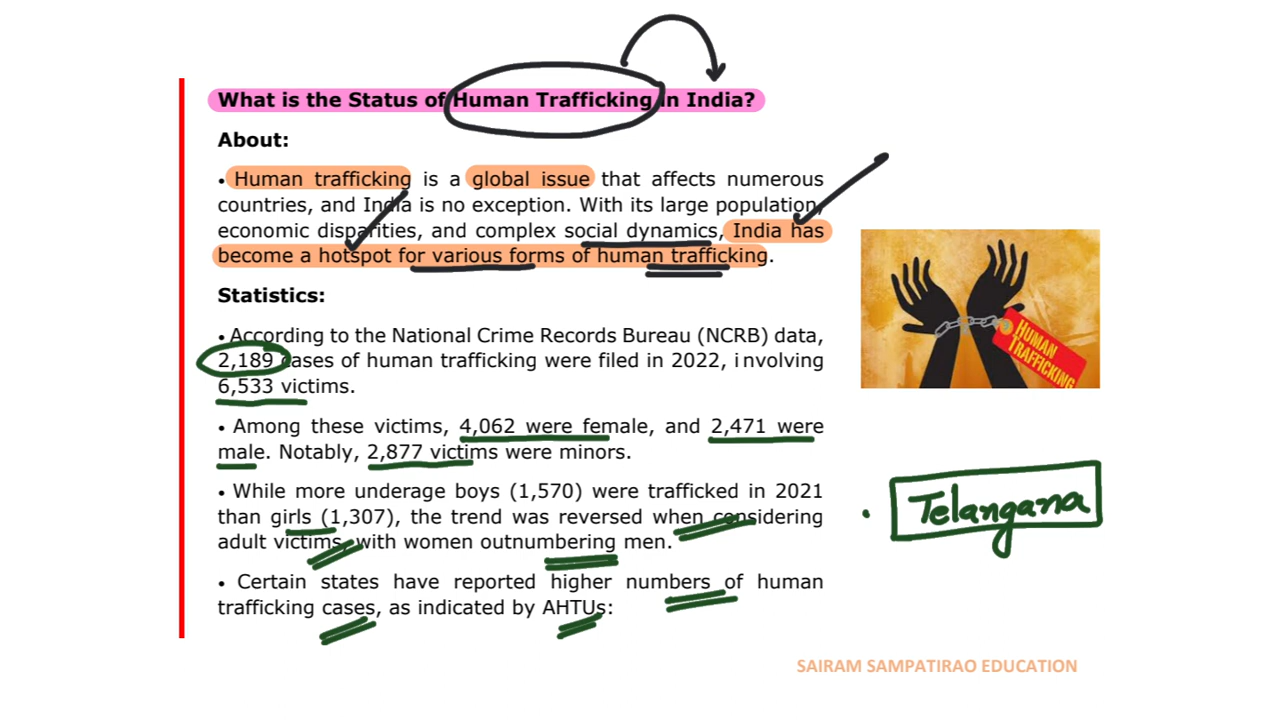 What is the Status of Human Trafficking in India?
About:
• Human trafficking is a global issue that affects numerous
countries, and India is no exception. With its large population,
economic disparities, and complex social dynamics, India has
become a hotspot for various forms of human trafficking.
Statistics:
• According to the National Crime Records Bureau (NCRB) data,
2,189 cases of human trafficking were filed in 2022, involving
6,533 victims.
• Among these victims, 4,062 were female, and 2,471 were
male. Notably, 2,877 victims were minors.
• While more underage boys (1,570) were trafficked in 2021
than girls (1,307), the trend was reversed when considering
adult victims, with women outnumbering men.
• Certain states have reported higher numbers of human
trafficking cases, as indicated by AHTUs:
HUMAN
TRAFFICKING
• Telangana
SAIRAM SAMPATIRAO EDUCATION